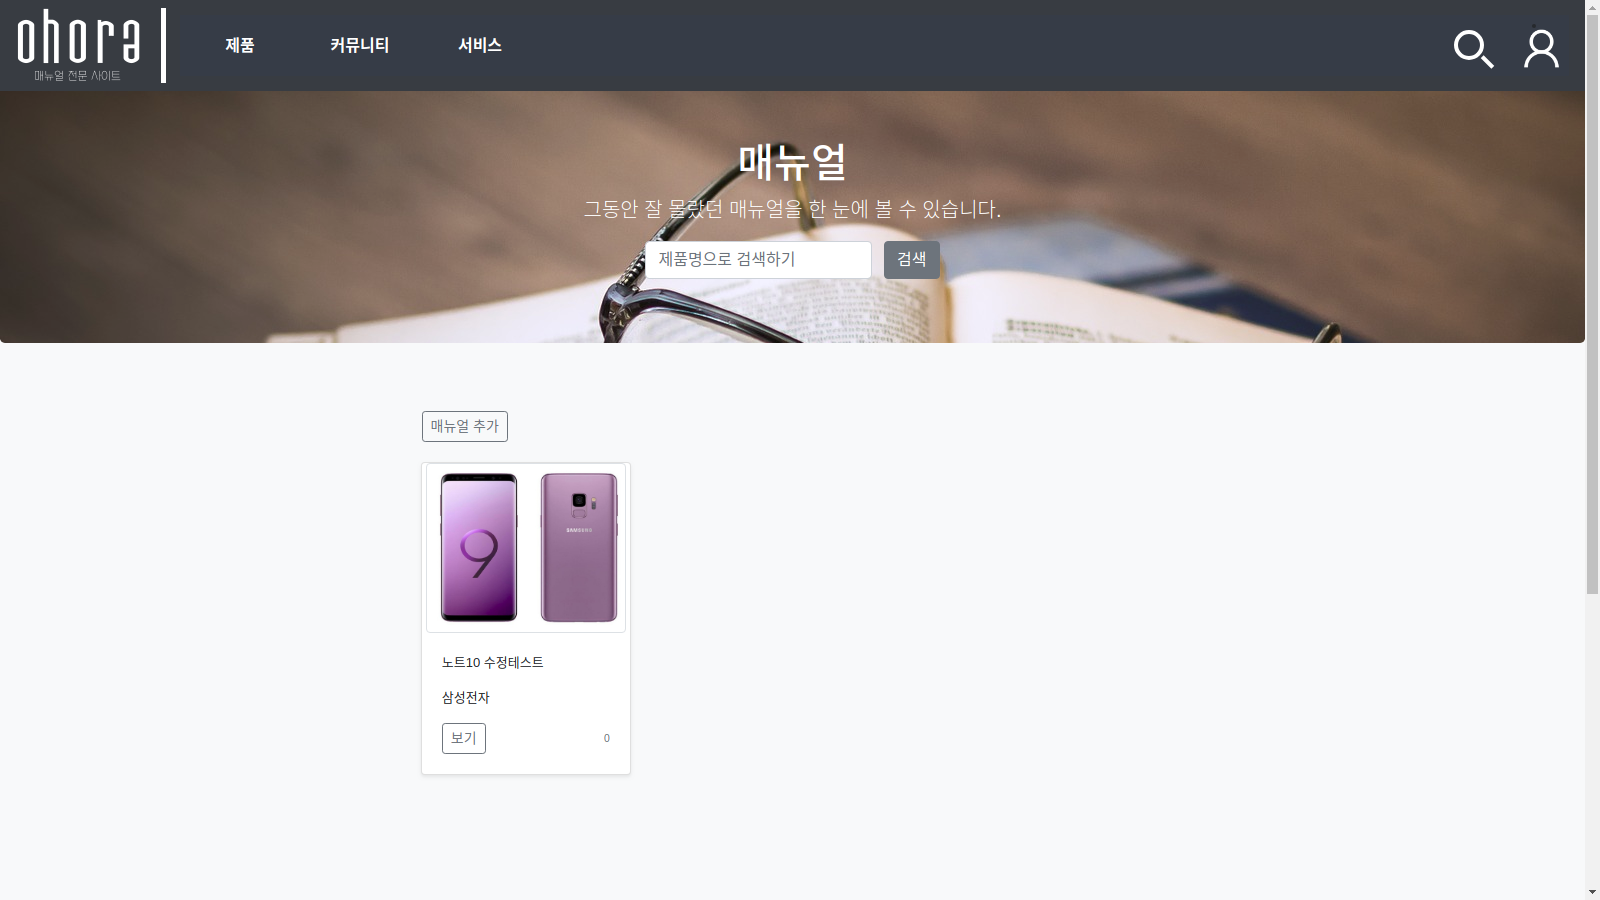 ohora
매뉴얼 전문 사이트
제품
커뮤니티
서비스
매뉴얼
그동안 잘 몰랐던 매뉴얼을 한 눈에 볼 수 있습니다.
제품명으로 검색하기
검색
매뉴얼 추가
9
SAMSUNG
노트10 수정테스트
삼성전자
보기
0